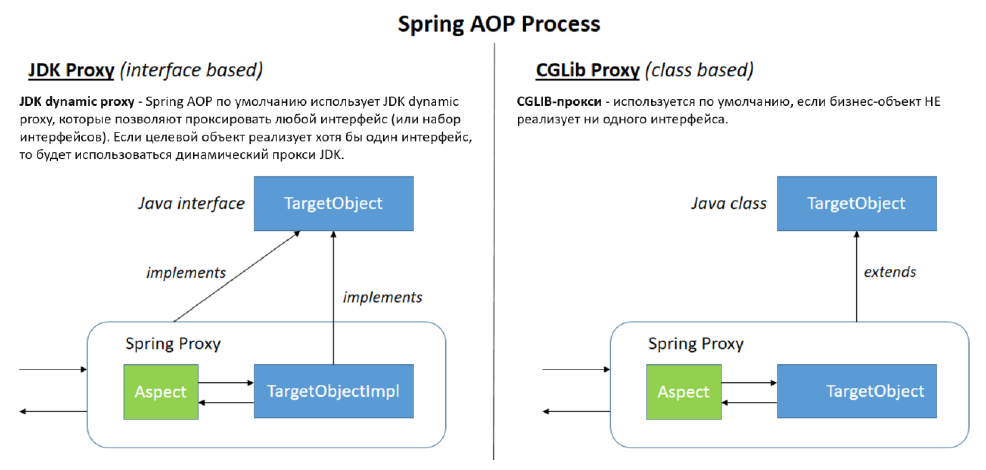 Spring AOP Process
JDK Proxy (interface based)
JDK dynamic proxy - Spring AOP по умолчанию использует JDK dynamic
proxy, которые позволяют проксировать любой интерфейс (или набор
интерфейсов). Если целевой объект реализует хотя бы один интерфейс,
то будет использоваться динамический прокси JDK.
Java interface
TargetObject
implements
implements
Spring Proxy
Aspect
TargetObjectImpl
CGLib Proxy (class based)
CGLIB-прокси - используется по умолчанию, если бизнес-объект НЕ
реализует ни одного интерфейса.
Java class
TargetObject
extends
Spring Proxy
Aspect
TargetObject